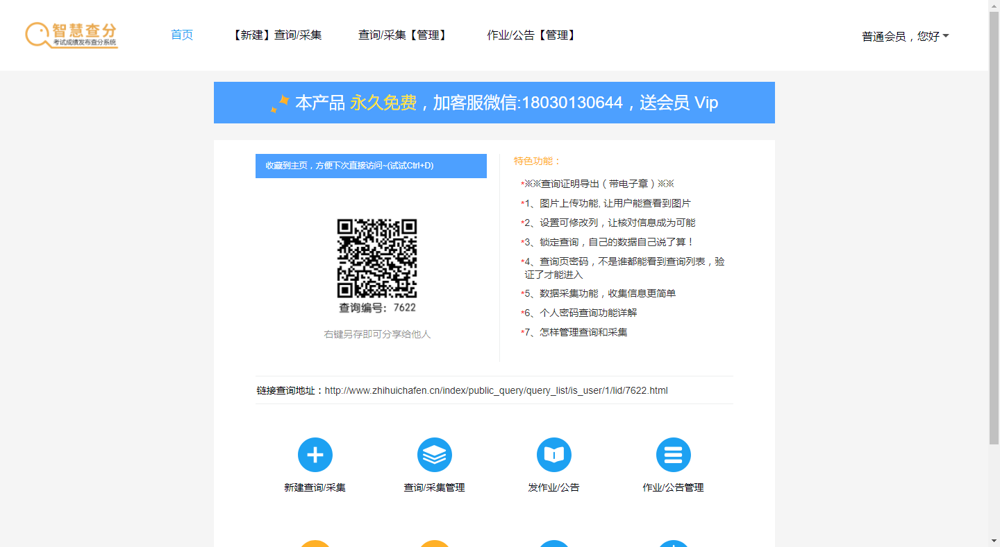 智慧查分
考试成绩发布查分系统
首页
【新建】查询/采集
查询/采集【管理】
作业/公告【管理】
普通会员，您好
本产品 永久免费，加客服微信:18030130644，送会员 Vip
收藏到主页，方便下次直接访问~(试试Ctrl+D)
查询编号：7622
右键另存即可分享给他人
特色功能：
*※※查询证明导出（带电子章）※※
*1、图片上传功能, 让用户能查看到图片
*2、设置可修改列，让核对信息成为可能
*3、锁定查询，自己的数据自己说了算！
*4、查询页密码，不是谁都能看到查询列表，验
证了才能进入
*5、数据采集功能，收集信息更简单
*6、个人密码查询功能详解
*7、怎样管理查询和采集
链接查询地址：http://www.zhihuichafen.cn/index/public_query/query_list/is_user/1/lid/7622.html
新建查询/采集
查询/采集管理
发作业/公告
作业/公告管理